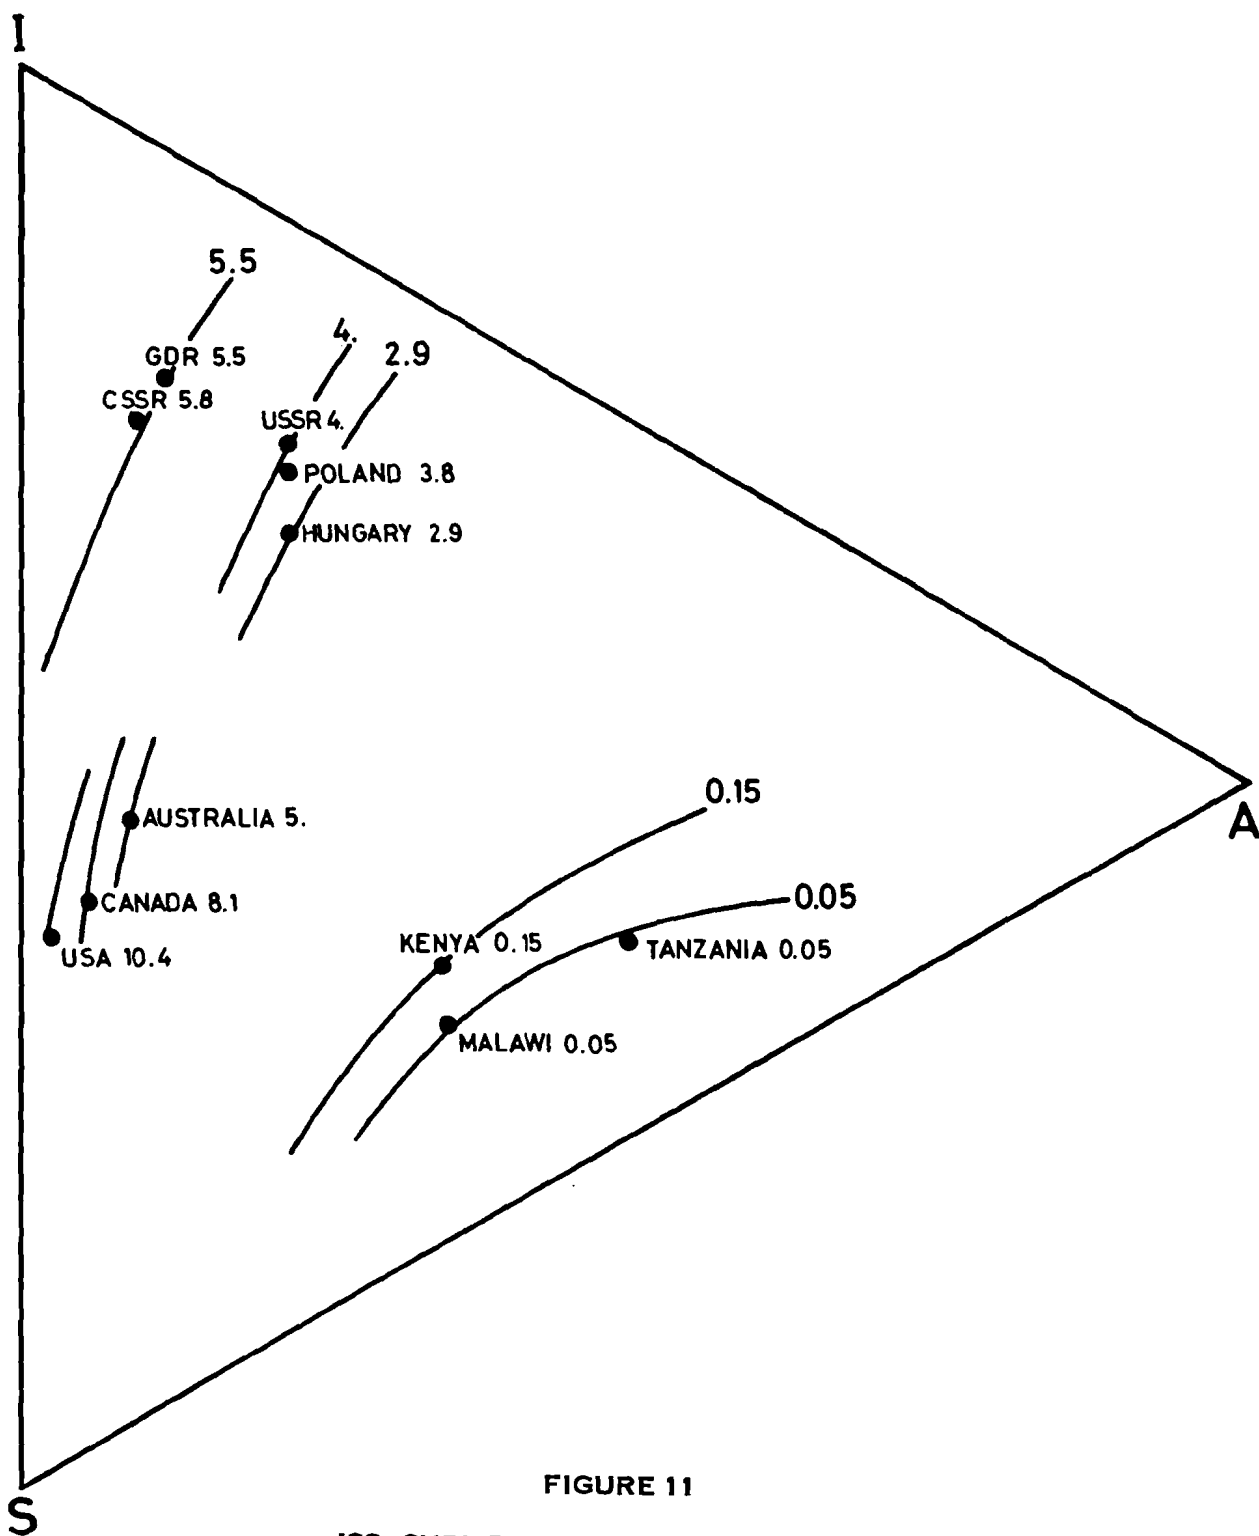 I
5.5
GDR 5.5
CSSR 5.8
4.
2.9
USSR 4.
POLAND 3.8
HUNGARY 2.9
A
AUSTRALIA 5.
CANADA 8.1
USA 10.4
0.15
0.05
KENYA 0.15
TANZANIA 0.05
MALAWI 0.05
FIGURE 11
S